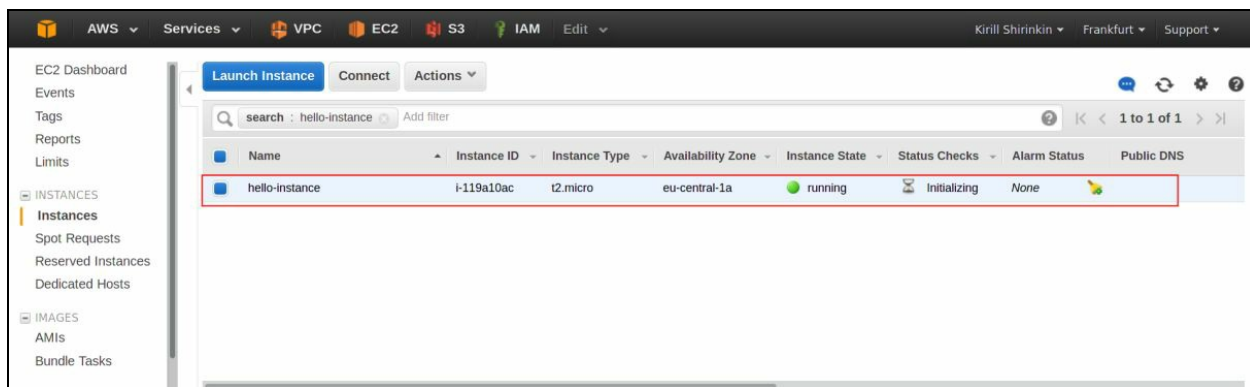 AWS Services VPC EC2 S3 IAM Edit Kirill Shirinkin Frankfurt Support
EC2 Dashboard
Events
Tags
Reports
Limits
INSTANCES
Instances
Spot Requests
Reserved Instances
Dedicated Hosts
IMAGES
AMIs
Bundle Tasks
Launch Instance Connect Actions
search : hello-instance Add filter 1 to 1 of 1
Name Instance ID Instance Type Availability Zone Instance State Status Checks Alarm Status Public DNS
hello-instance i-119a10ac t2.micro eu-central-1a running Initializing None